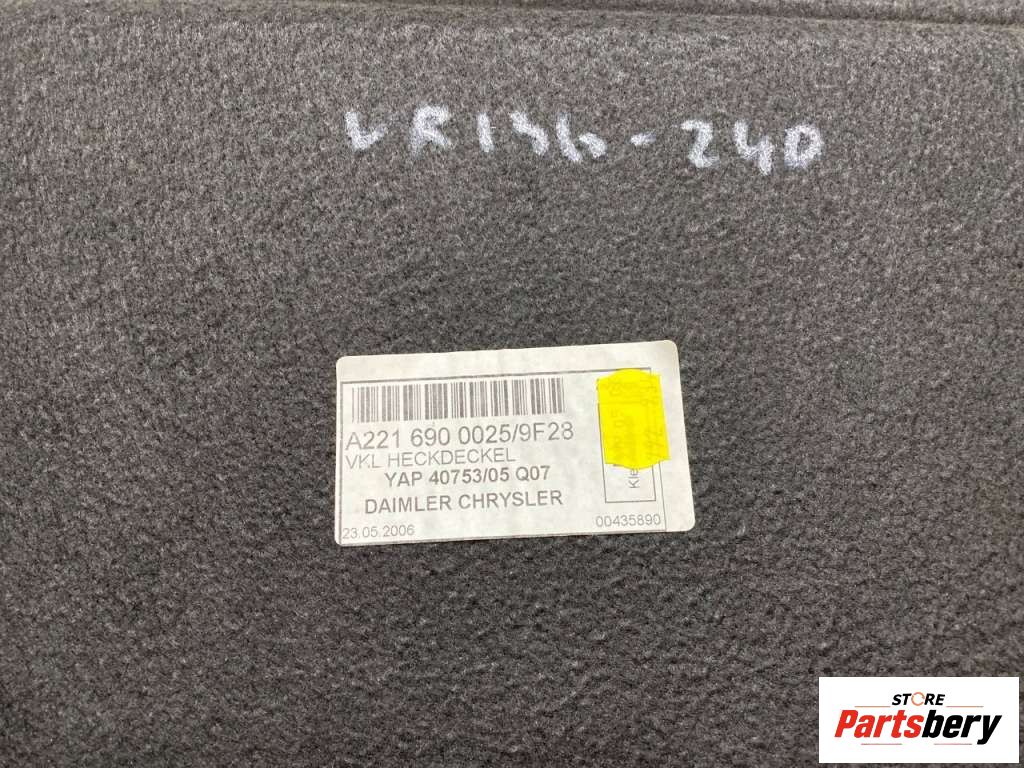 VR136-240
A221 690 0025/9F28
VKL HECKDECKEL
YAP 40753/05 Q07
DAIMLER CHRYSLER
23.05.2006
00435890
STORE
Partsbery